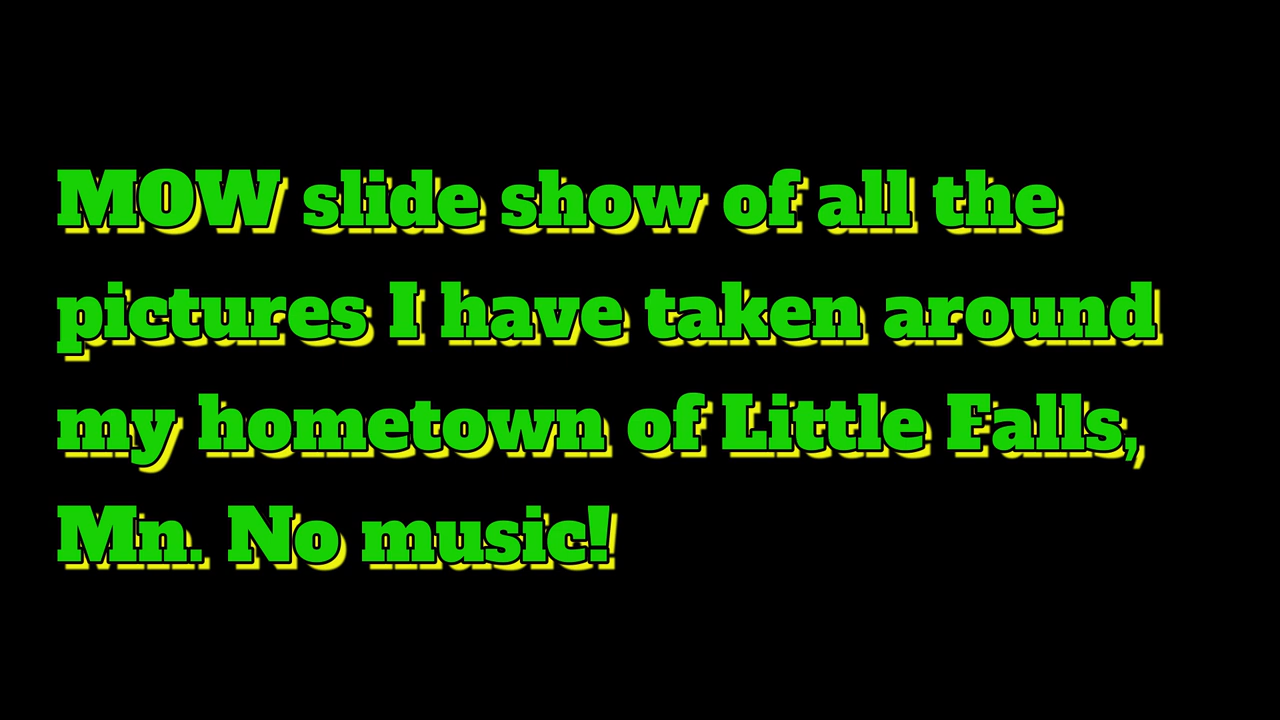 MOW slide show of all the
pictures I have taken around
my hometown of Little Falls,
Mn. No music!